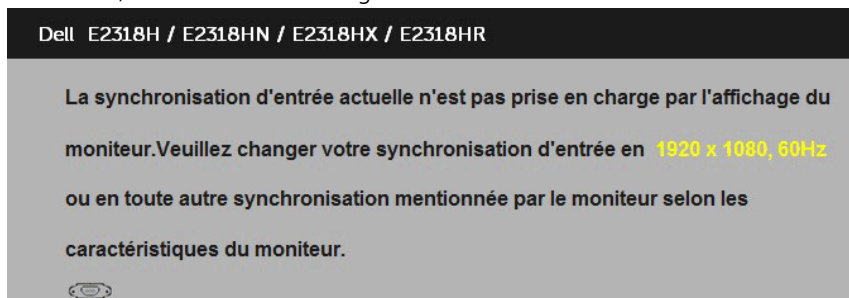 Dell E2318H / E2318HN / E2318HX / E2318HR
La synchronisation d'entrée actuelle n'est pas prise en charge par l'affichage du
moniteur.Veuillez changer votre synchronisation d'entrée en 1920 x 1080, 60Hz
ou en toute autre synchronisation mentionnée par le moniteur selon les
caractéristiques du moniteur.